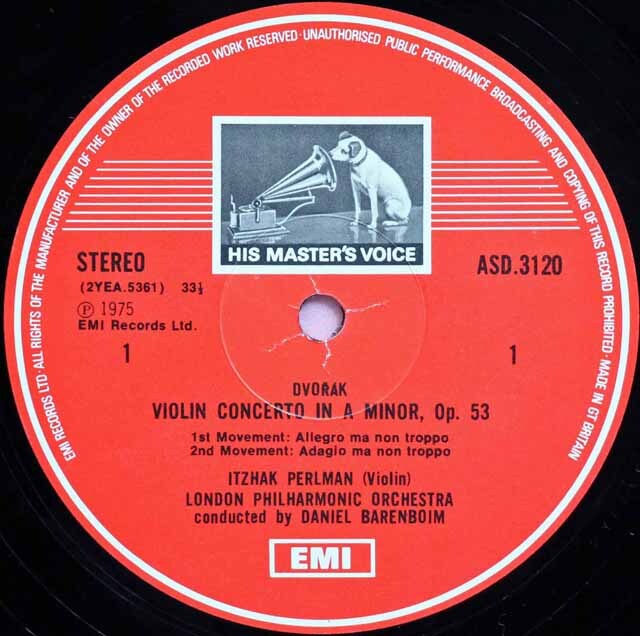 EMI RECORDS LTD · ALL RIGHTS OF THE MANUFACTURER AND OF THE OWNER OF THE RECORDED WORK RESERVED · UNAUTHORISED PUBLIC PERFORMANCE BROADCASTING AND COPYING OF THIS RECORD PROHIBITED · MADE IN GT BRITAIN
HIS MASTER'S VOICE
STEREO
ASD.3120
(2YEA.5361) 33⅓
Ⓟ 1975
EMI Records Ltd.
1
1
DVOŘÁK
VIOLIN CONCERTO IN A MINOR, Op. 53
1st Movement: Allegro ma non troppo
2nd Movement: Adagio ma non troppo
ITZHAK PERLMAN (Violin)
LONDON PHILHARMONIC ORCHESTRA
conducted by DANIEL BARENBOIM
EMI